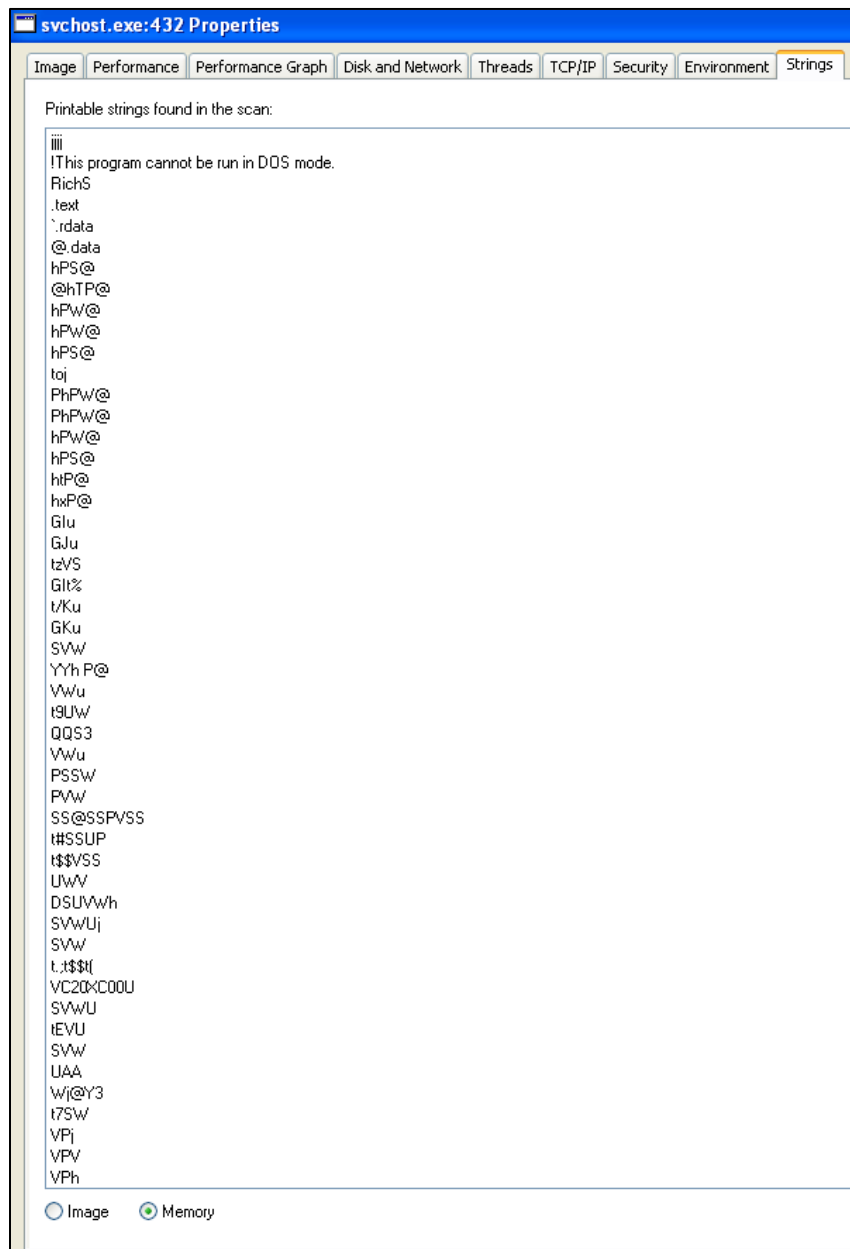 svchost.exe:432 Properties
Image Performance Performance Graph Disk and Network Threads TCP/IP Security Environment Strings
Printable strings found in the scan:
jjjj
!This program cannot be run in DOS mode.
RichS
.text
`.rdata
@.data
hPS@
@hTP@
hPW@
hPW@
hPS@
toj
PhPW@
PhPW@
hPW@
hPS@
htP@
hxP@
GIu
GJu
tzVS
GIt%
t/Ku
GKu
SVW
YYh P@
VWu
t9UW
QQS3
VWu
PSSW
PVW
SS@SSPVSS
t#SSUP
t$$VSS
UWV
DSUVWh
SVWUj
SVW
t.;t$$t(
VC20XC00U
SVWU
tEVU
SVW
UAA
Wj@Y3
t7SW
VPj
VPV
VPh
Image Memory